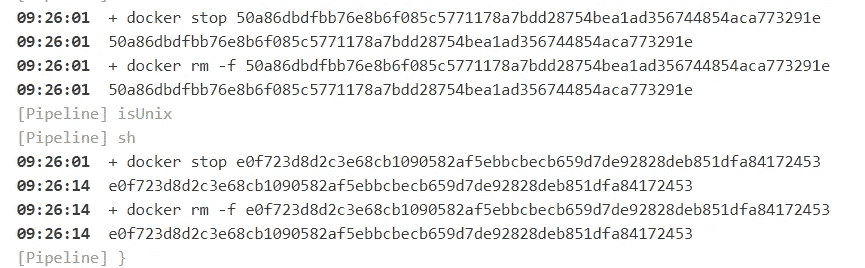 09:26:01 + docker stop 50a86dbdfbb76e8b6f085c5771178a7bdd28754bea1ad356744854aca773291e
09:26:01 50a86dbdfbb76e8b6f085c5771178a7bdd28754bea1ad356744854aca773291e
09:26:01 + docker rm -f 50a86dbdfbb76e8b6f085c5771178a7bdd28754bea1ad356744854aca773291e
09:26:01 50a86dbdfbb76e8b6f085c5771178a7bdd28754bea1ad356744854aca773291e
[Pipeline] isUnix
[Pipeline] sh
09:26:01 + docker stop e0f723d8d2c3e68cb1090582af5ebbcbecb659d7de92828deb851dfa84172453
09:26:14 e0f723d8d2c3e68cb1090582af5ebbcbecb659d7de92828deb851dfa84172453
09:26:14 + docker rm -f e0f723d8d2c3e68cb1090582af5ebbcbecb659d7de92828deb851dfa84172453
09:26:14 e0f723d8d2c3e68cb1090582af5ebbcbecb659d7de92828deb851dfa84172453
[Pipeline] }